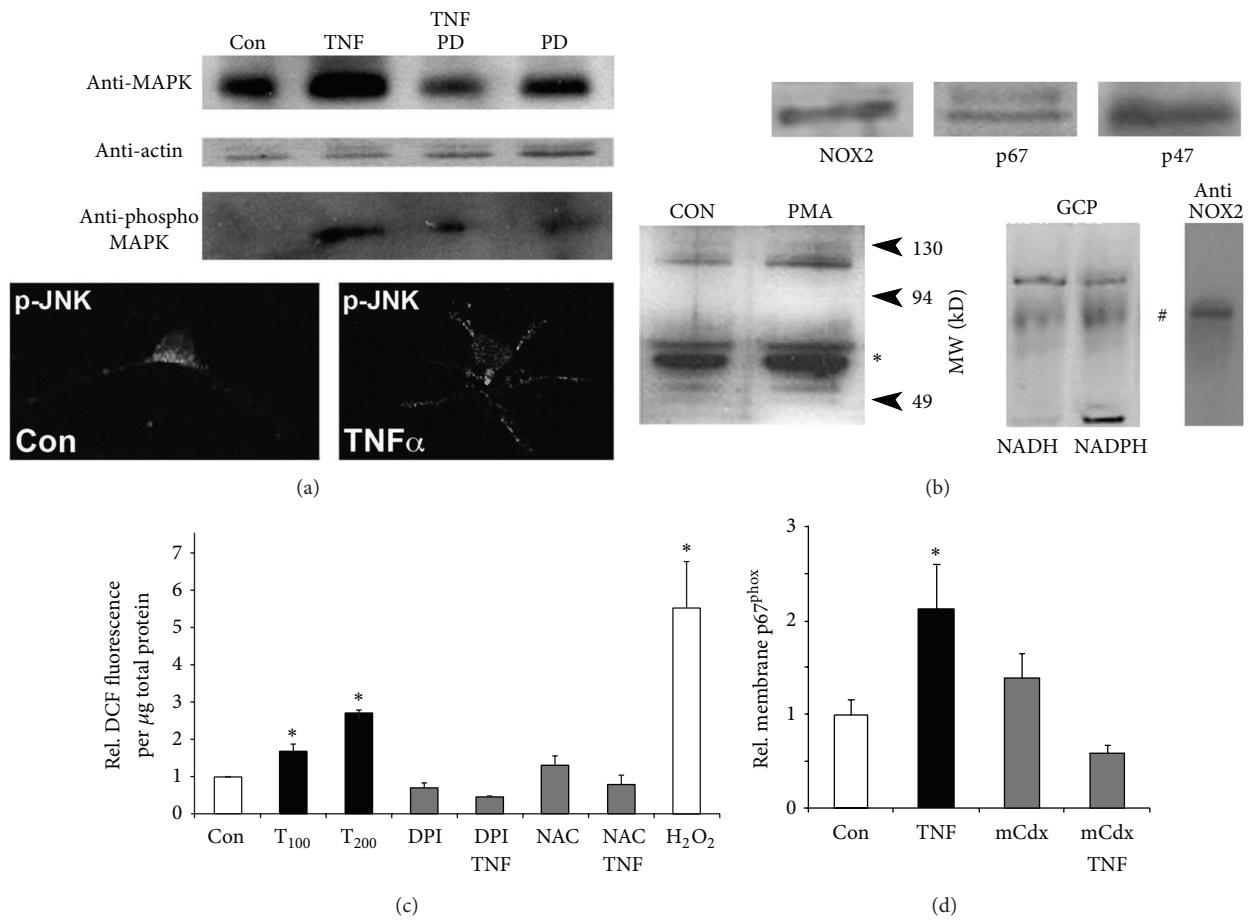 TNF
Con TNF PD PD
Anti-MAPK
Anti-actin
Anti-phospho
MAPK
p-JNK
Con
p-JNK
TNFα
(a)
NOX2 p67 p47
CON PMA
130
94
*
49
MW (kD)
GCP
Anti
NOX2
#
NADH NADPH
(b)
Rel. DCF fluorescence
per μg total protein
7
6
5
4
3
2
1
0
*
*
*
Con T₁₀₀ T₂₀₀ DPI DPI NAC NAC H₂O₂
TNF TNF
(c)
Rel. membrane p67ᵖʰᵒˣ
3
2
1
0
*
Con TNF mCdx mCdx
TNF
(d)